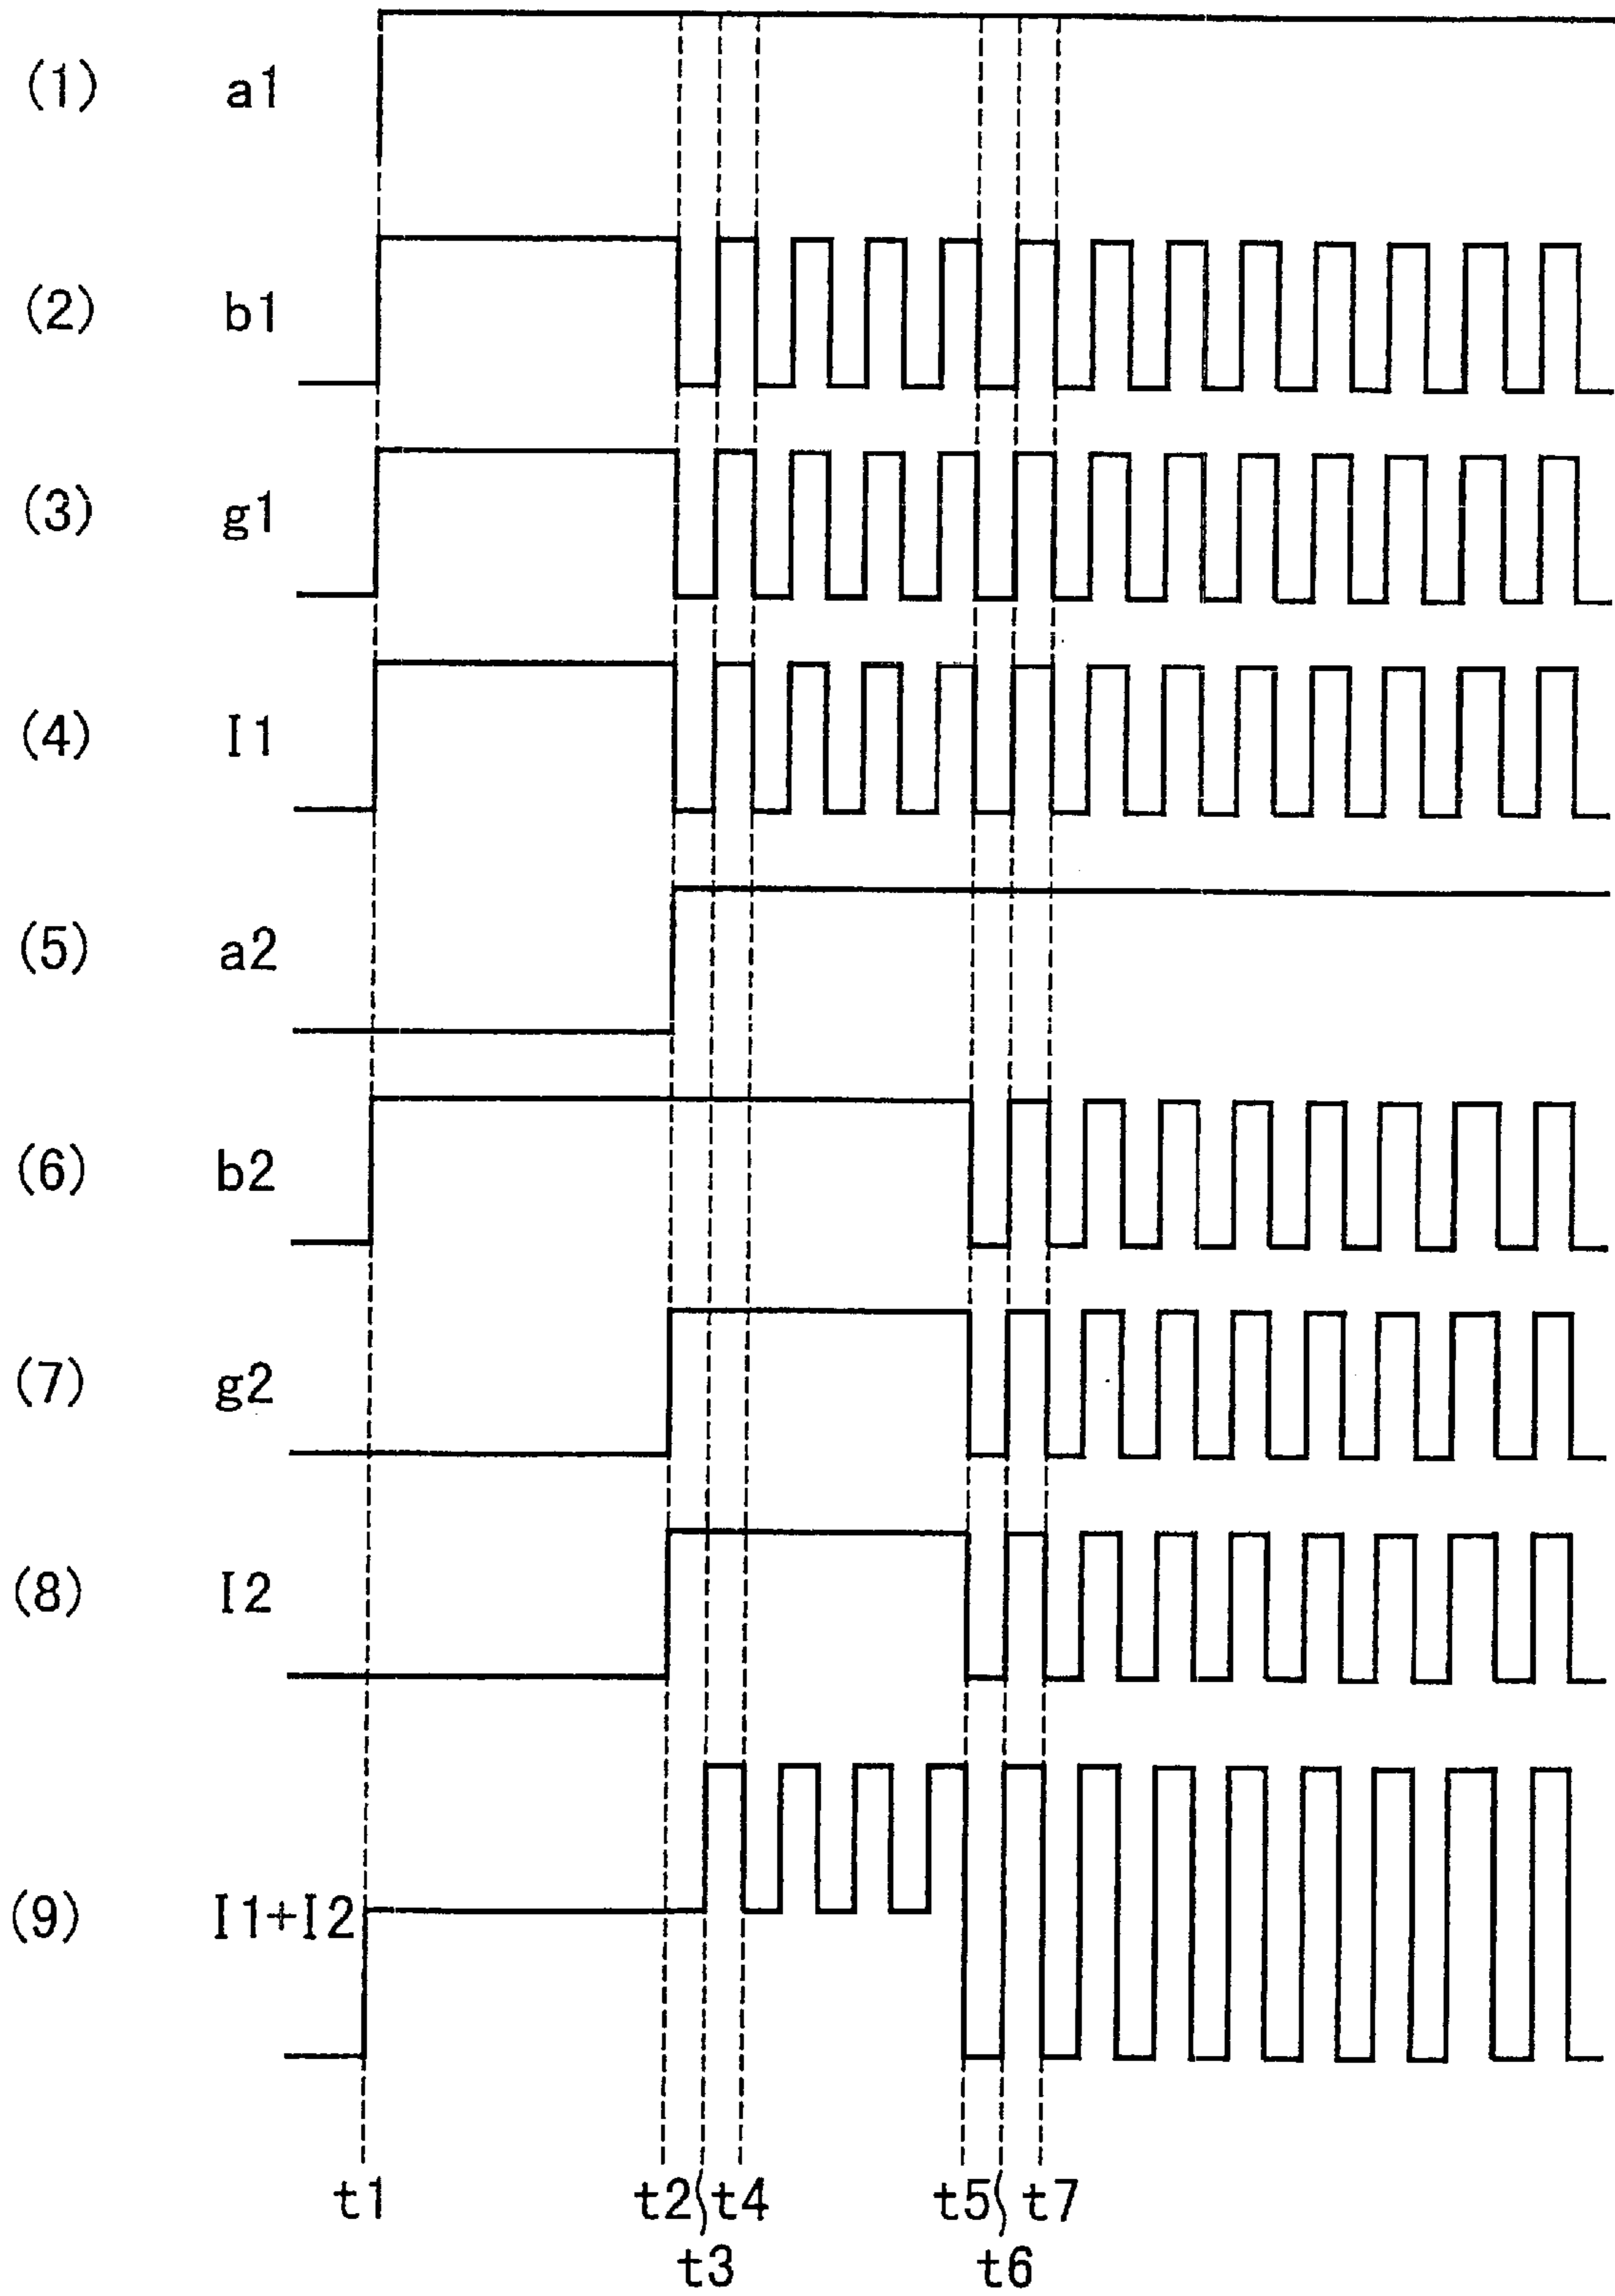 (1) a1
(2) b1
(3) g1
(4) I1
(5) a2
(6) b2
(7) g2
(8) I2
(9) I1+I2
t1 t2 t4 t5 t7
t3 t6